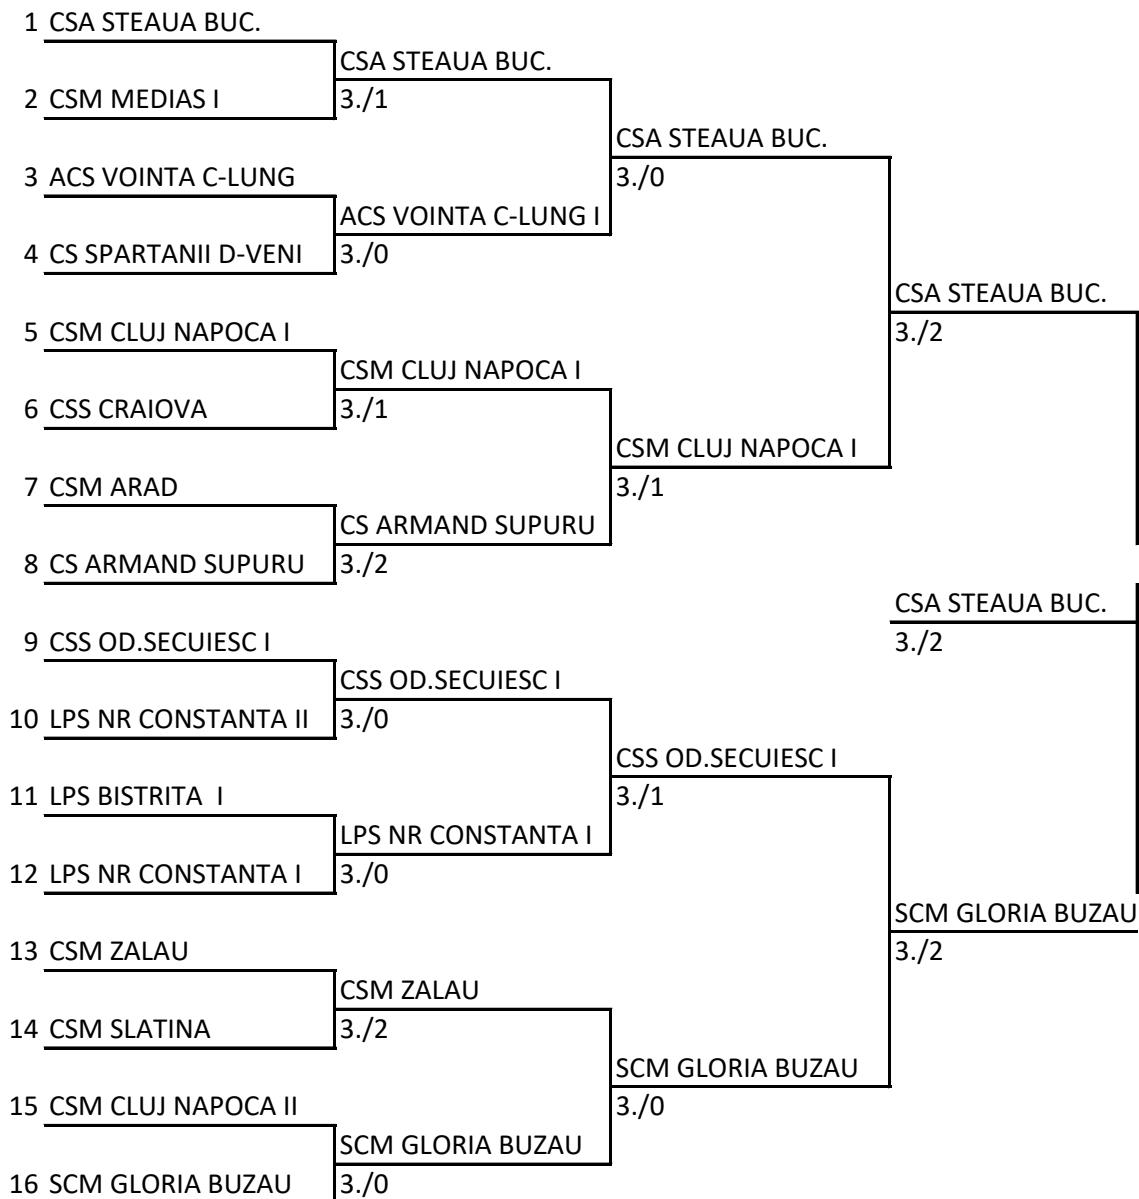 1 CSA STEAUA BUC.
CSA STEAUA BUC.
2 CSM MEDIAS I
3./1
CSA STEAUA BUC.
3 ACS VOINTA C-LUNG
3./0
ACS VOINTA C-LUNG I
4 CS SPARTANII D-VENI
3./0
CSA STEAUA BUC.
5 CSM CLUJ NAPOCA I
3./2
CSM CLUJ NAPOCA I
6 CSS CRAIOVA
3./1
CSM CLUJ NAPOCA I
7 CSM ARAD
3./1
CS ARMAND SUPURU
8 CS ARMAND SUPURU
3./2
CSA STEAUA BUC.
9 CSS OD.SECUIESC I
3./2
CSS OD.SECUIESC I
10 LPS NR CONSTANTA II
3./0
CSS OD.SECUIESC I
11 LPS BISTRITA  I
3./1
LPS NR CONSTANTA I
12 LPS NR CONSTANTA I
3./0
SCM GLORIA BUZAU
13 CSM ZALAU
3./2
CSM ZALAU
14 CSM SLATINA
3./2
SCM GLORIA BUZAU
15 CSM CLUJ NAPOCA II
3./0
SCM GLORIA BUZAU
16 SCM GLORIA BUZAU
3./0